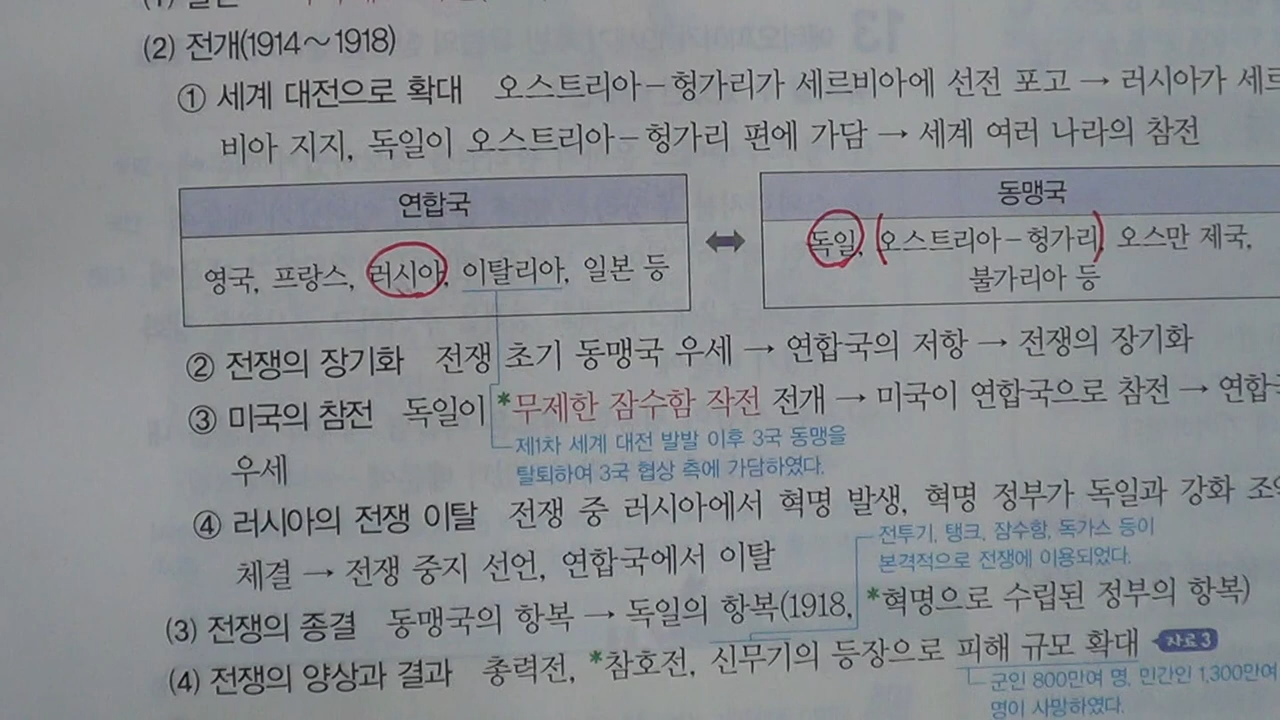 (2) 전개(1914～1918)
① 세계 대전으로 확대 오스트리아-헝가리가 세르비아에 선전 포고 → 러시아가 세르
비아 지지, 독일이 오스트리아-헝가리 편에 가담 → 세계 여러 나라의 참전
연합국
영국, 프랑스, 러시아, 이탈리아, 일본 등
동맹국
독일, 오스트리아-헝가리, 오스만 제국,
불가리아 등
② 전쟁의 장기화 전쟁 초기 동맹국 우세 → 연합국의 저항 → 전쟁의 장기화
③ 미국의 참전 독일이 *무제한 잠수함 작전 전개 → 미국이 연합국으로 참전 → 연합국
제1차 세계 대전 발발 이후 3국 동맹을
탈퇴하여 3국 협상 측에 가담하였다.
우세
④ 러시아의 전쟁 이탈 전쟁 중 러시아에서 혁명 발생, 혁명 정부가 독일과 강화 조약
전투기, 탱크, 잠수함, 독가스 등이
본격적으로 전쟁에 이용되었다.
체결 → 전쟁 중지 선언, 연합국에서 이탈
(3) 전쟁의 종결 동맹국의 항복 → 독일의 항복(1918, *혁명으로 수립된 정부의 항복)
(4) 전쟁의 양상과 결과 총력전, *참호전, 신무기의 등장으로 피해 규모 확대 자료 3
군인 800만여 명, 민간인 1,300만여
명이 사망하였다.